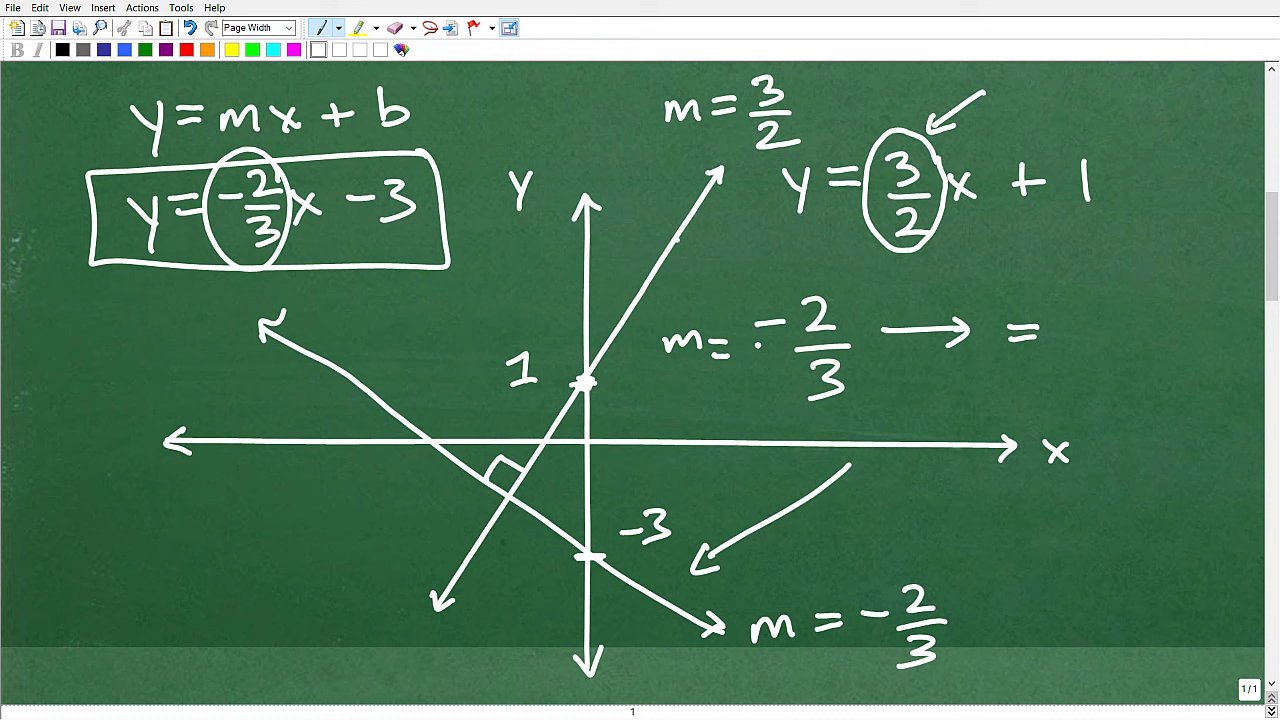 File Edit View Insert Actions Tools Help
Page Width
B I
y = mx + b
y = -2/3 x - 3
m = 3/2
y = 3/2 x + 1
y
m = -2/3 → =
1
x
-3
m = -2/3
1/1
1